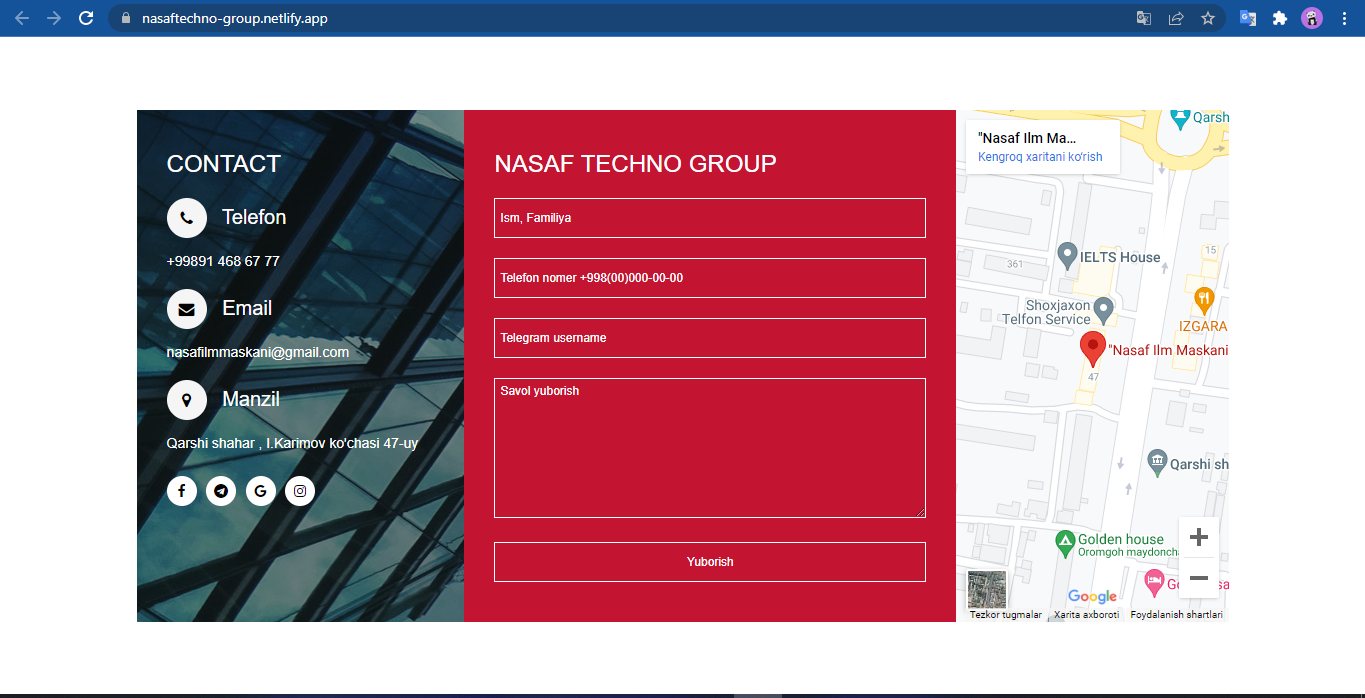 nasaftechno-group.netlify.app
CONTACT
Telefon
+99891 468 67 77
Email
nasafilmmaskani@gmail.com
Manzil
Qarshi shahar , I.Karimov ko'chasi 47-uy
NASAF TECHNO GROUP
Ism, Familiya
Telefon nomer +998(00)000-00-00
Telegram username
Savol yuborish
Yuborish
"Nasaf Ilm Ma...
Kengroq xaritani ko'rish
Qarsh
15
361
IELTS House
Shoxjaxon
Telfon Service
IZGARA
"Nasaf Ilm Maskani
47
Qarshi sh
Golden house
Oromgoh maydoncha
Google
Tezkor tugmalar
Xarita axboroti
Foydalanish shartlari